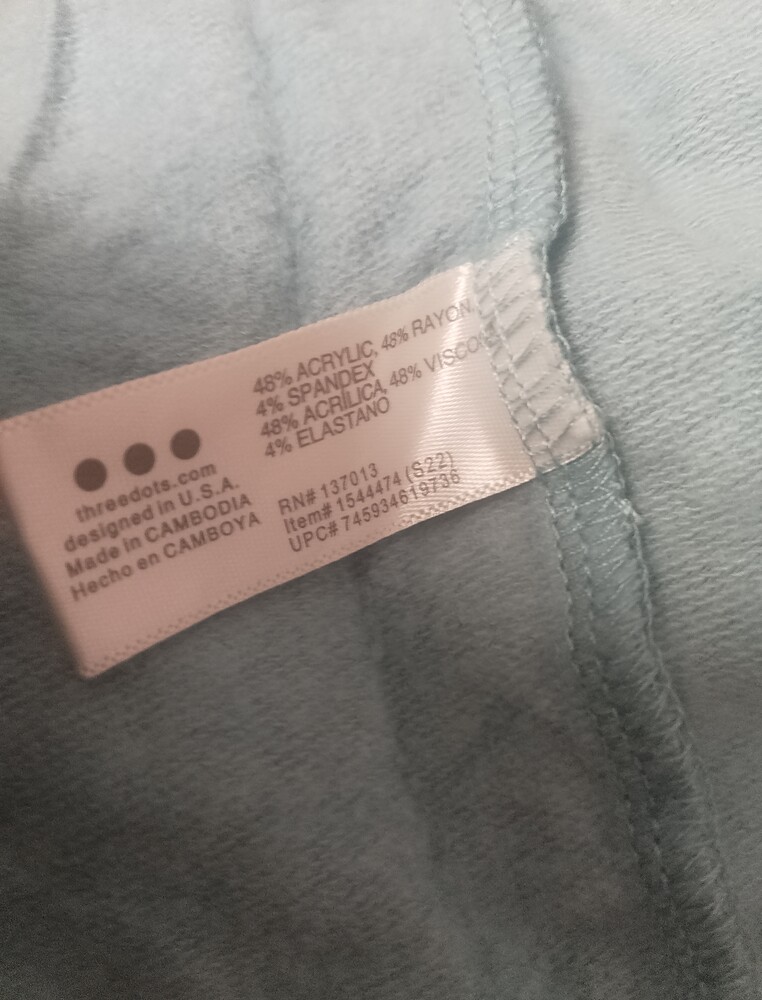 48% ACRYLIC, 48% RAYON,
4% SPANDEX
48% ACRÍLICA, 48% VISCO
4% ELASTANO
threedots.com
designed in U.S.A.
Made in CAMBODIA
Hecho en CAMBOYA
RN# 137013
Item# 1544474 (S22)
UPC# 745934619736